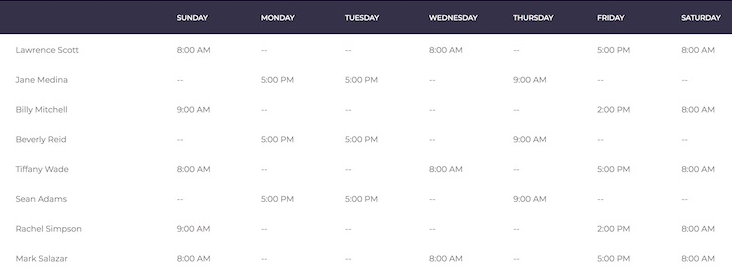 SUNDAY MONDAY TUESDAY WEDNESDAY THURSDAY FRIDAY SATURDAY
Lawrence Scott 8:00 AM -- -- 8:00 AM -- 5:00 PM 8:00 AM
Jane Medina -- 5:00 PM 5:00 PM -- 9:00 AM -- --
Billy Mitchell 9:00 AM -- -- -- -- 2:00 PM 8:00 AM
Beverly Reid -- 5:00 PM 5:00 PM -- 9:00 AM -- --
Tiffany Wade 8:00 AM -- -- 8:00 AM -- 5:00 PM 8:00 AM
Sean Adams -- 5:00 PM 5:00 PM -- 9:00 AM -- --
Rachel Simpson 9:00 AM -- -- -- -- 2:00 PM 8:00 AM
Mark Salazar 8:00 AM -- -- 8:00 AM -- 5:00 PM 8:00 AM